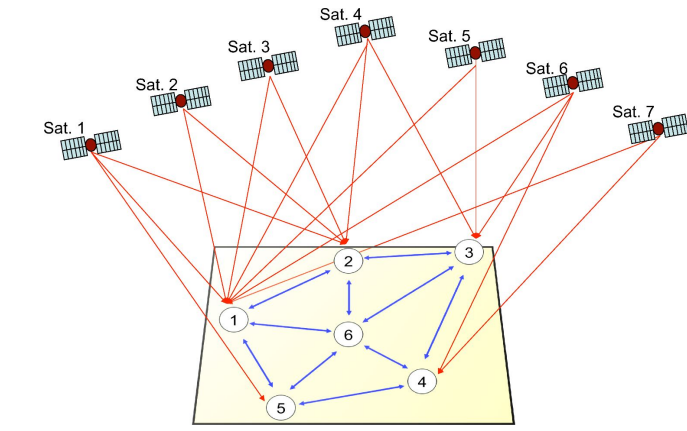 Sat. 4
Sat. 5
Sat. 3
Sat. 6
Sat. 2
Sat. 7
Sat. 1
3
2
1
6
4
5